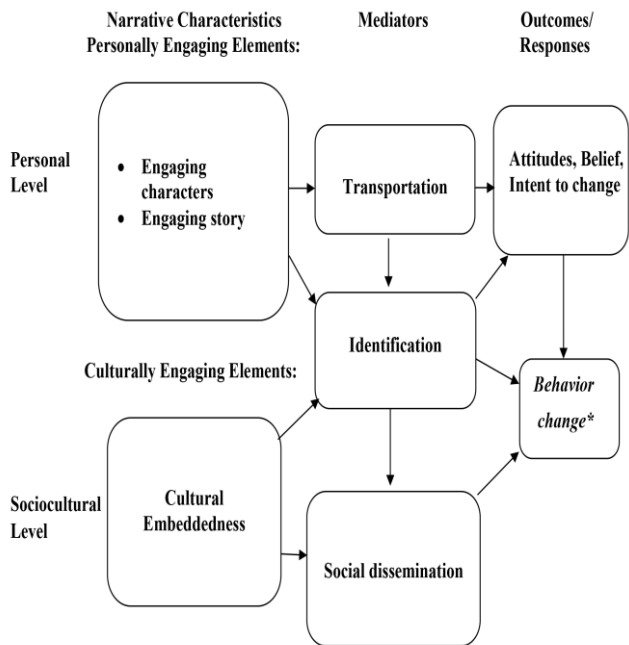 Narrative Characteristics
Personally Engaging Elements:
Mediators
Outcomes/
Responses
Personal
Level
• Engaging
characters
• Engaging story
Transportation
Attitudes, Belief,
Intent to change
Identification
Culturally Engaging Elements:
Behavior
change*
Sociocultural
Level
Cultural
Embeddedness
Social dissemination